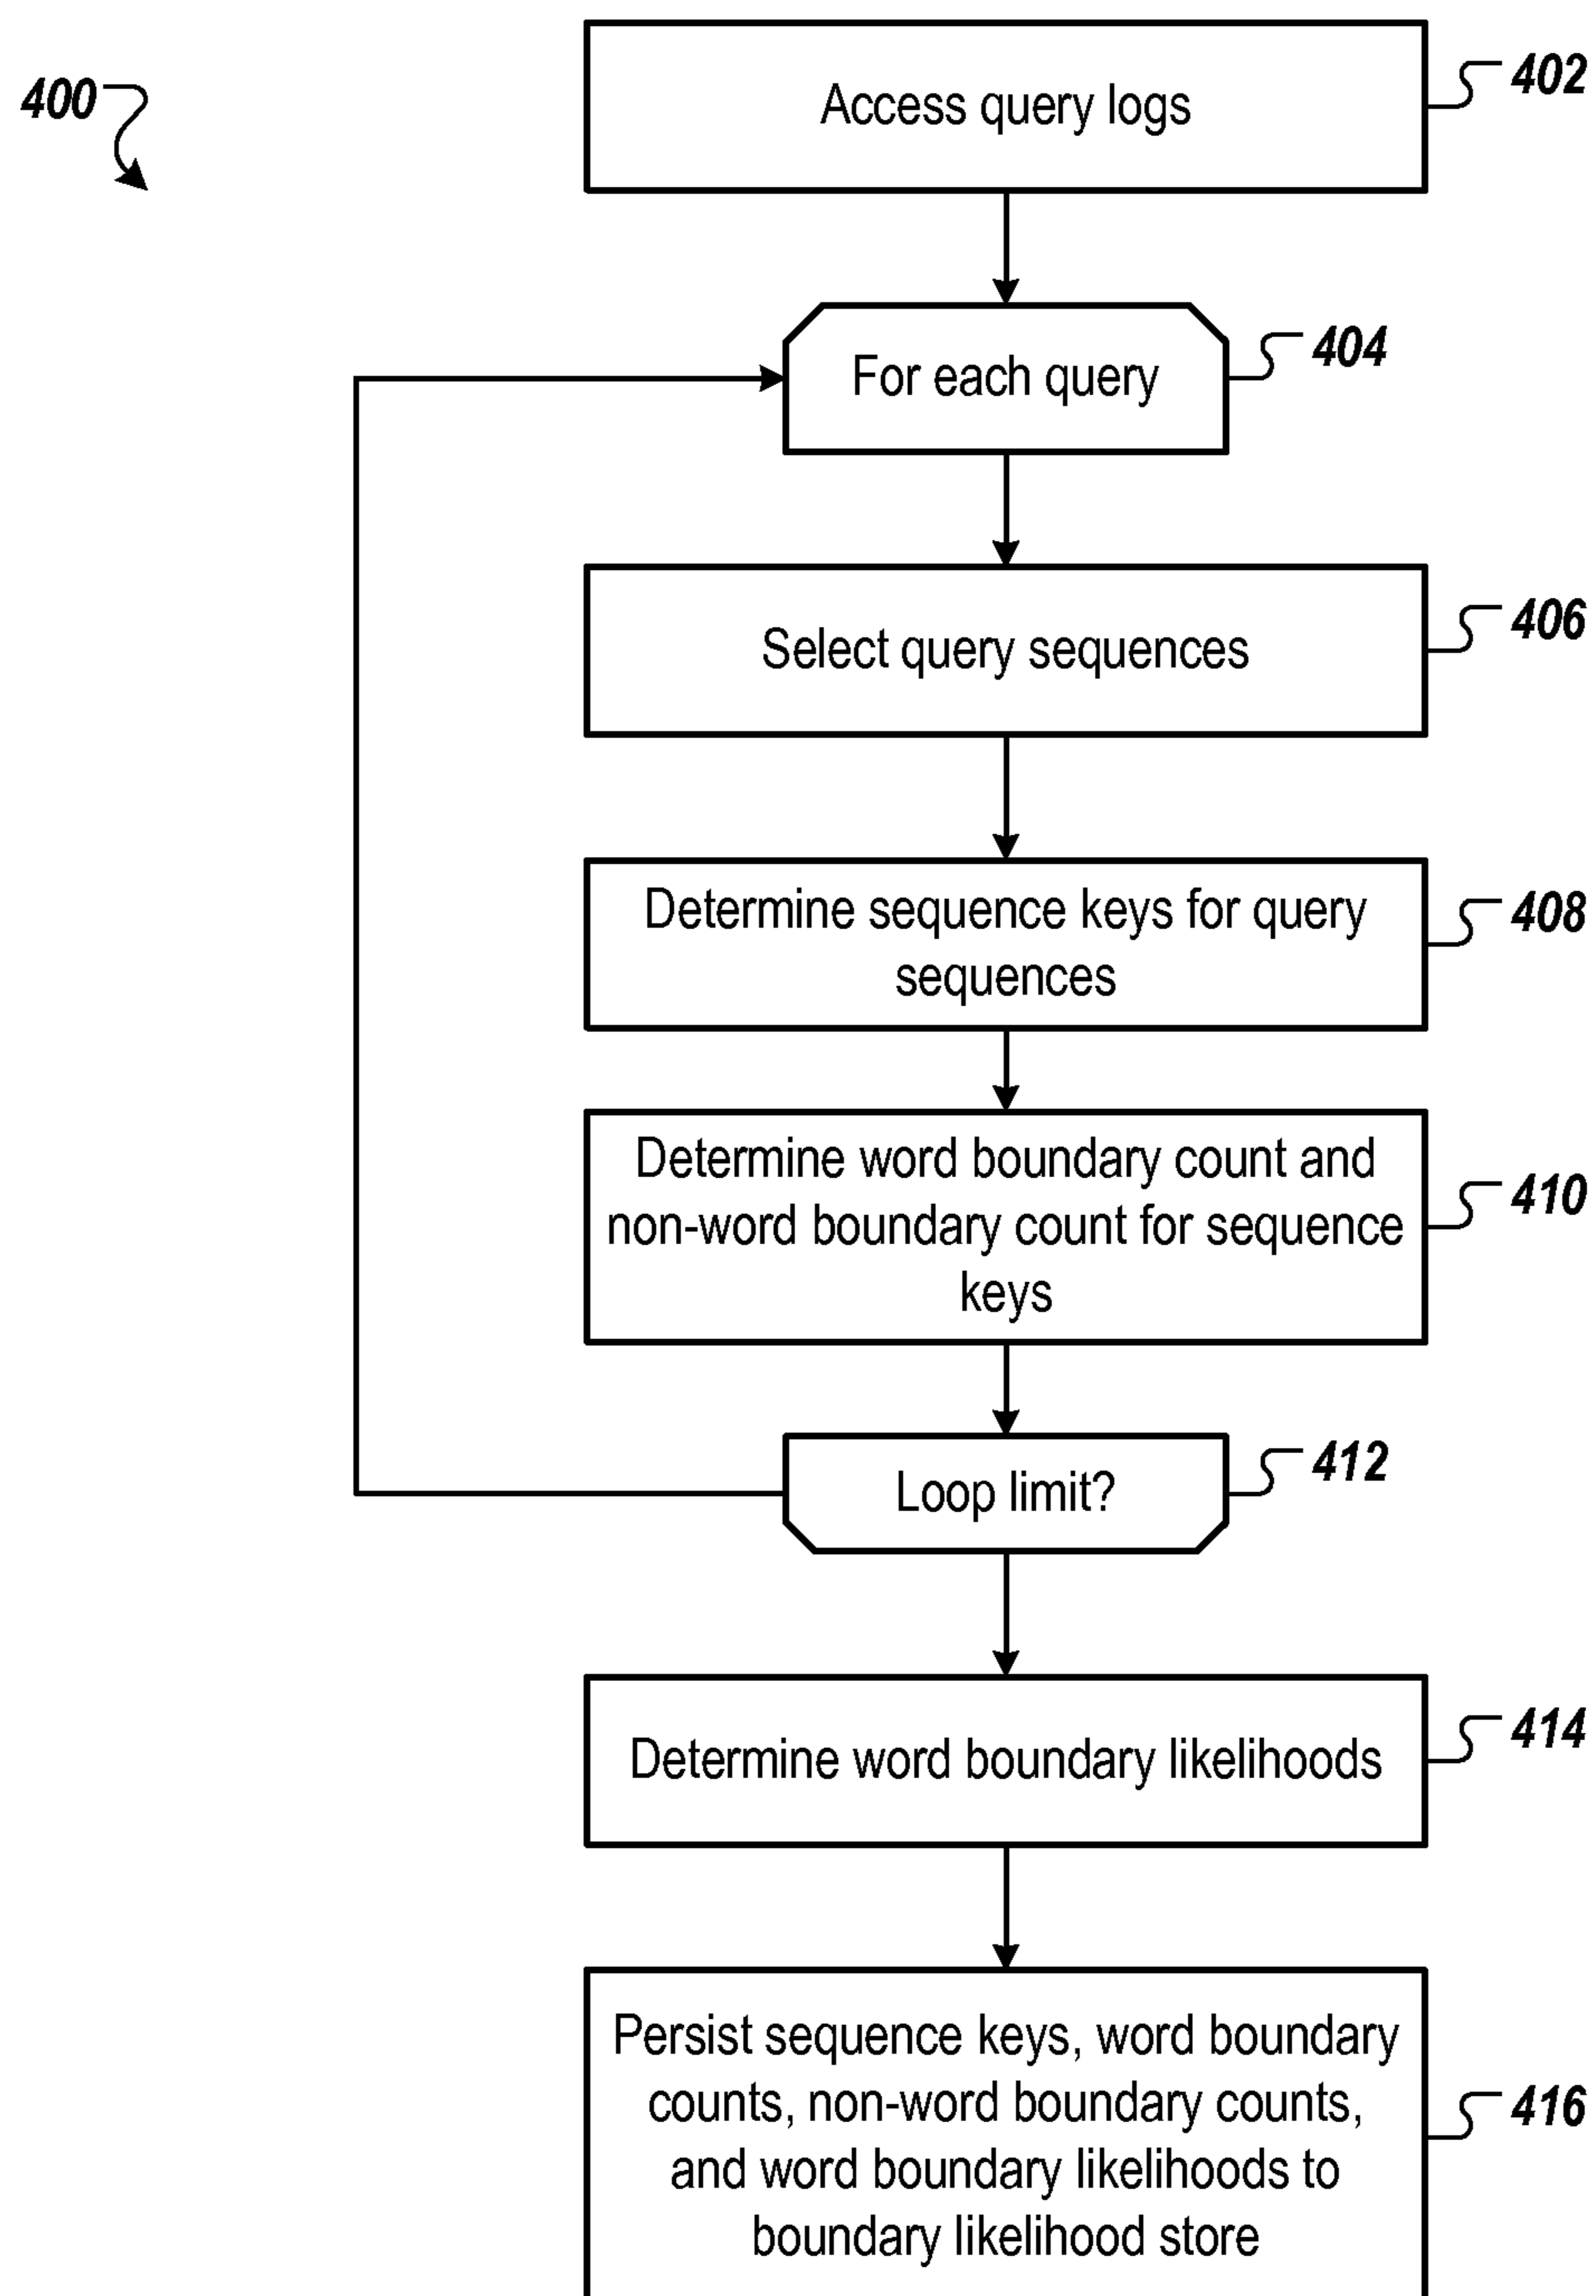 400
Access query logs
402
For each query
404
Select query sequences
406
Determine sequence keys for query
sequences
408
Determine word boundary count and
non-word boundary count for sequence
keys
410
Loop limit?
412
Determine word boundary likelihoods
414
Persist sequence keys, word boundary
counts, non-word boundary counts,
and word boundary likelihoods to
boundary likelihood store
416